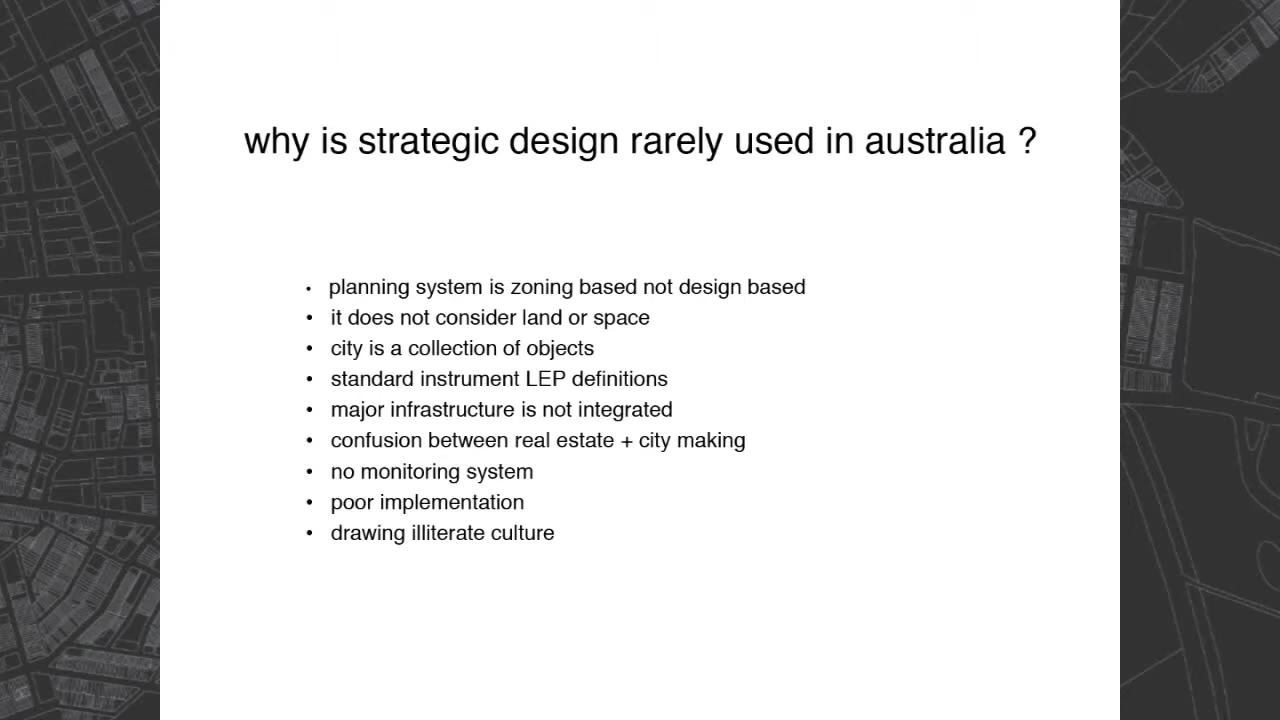 why is strategic design rarely used in australia ?
• planning system is zoning based not design based
• it does not consider land or space
• city is a collection of objects
• standard instrument LEP definitions
• major infrastructure is not integrated
• confusion between real estate + city making
• no monitoring system
• poor implementation
• drawing illiterate culture